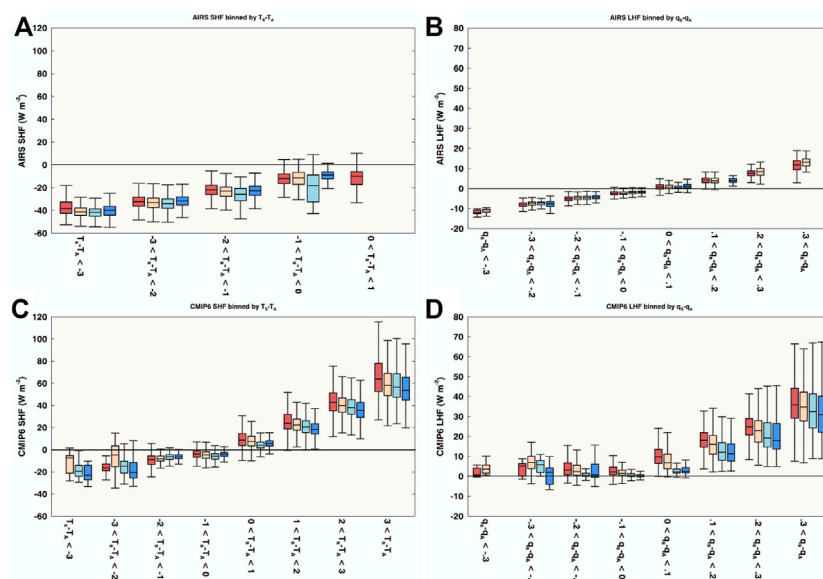 A
AIRS SHF binned by Tₛ-Tₐ
AIRS SHF (W m⁻²)
120
100
80
60
40
20
0
-20
-40
-60
Tₛ-Tₐ < -3
-3 < Tₛ-Tₐ < -2
-2 < Tₛ-Tₐ < -1
-1 < Tₛ-Tₐ < 0
0 < Tₛ-Tₐ < 1
B
AIRS LHF binned by qₛ-qₐ
AIRS LHF (W m⁻²)
80
70
60
50
40
30
20
10
0
-10
-20
qₛ-qₐ < -.3
-.3 < qₛ-qₐ < -.2
-.2 < qₛ-qₐ < -.1
-.1 < qₛ-qₐ < 0
0 < qₛ-qₐ < .1
.1 < qₛ-qₐ < .2
.2 < qₛ-qₐ < .3
.3 < qₛ-qₐ
C
CMIP6 SHF binned by Tₛ-Tₐ
CMIP6 SHF (W m⁻²)
120
100
80
60
40
20
0
-20
-40
-60
Tₛ-Tₐ < -3
-3 < Tₛ-Tₐ < -2
-2 < Tₛ-Tₐ < -1
-1 < Tₛ-Tₐ < 0
0 < Tₛ-Tₐ < 1
1 < Tₛ-Tₐ < 2
2 < Tₛ-Tₐ < 3
3 < Tₛ-Tₐ
D
CMIP6 LHF binned by qₛ-qₐ
CMIP6 LHF (W m⁻²)
80
70
60
50
40
30
20
10
0
-10
-20
qₛ-qₐ < -.3
-.3 < qₛ-qₐ < -.
-.2 < qₛ-qₐ < -.
-.1 < qₛ-qₐ < 0
0 < qₛ-qₐ < .1
.1 < qₛ-qₐ < .2
.2 < qₛ-qₐ < .3
.3 < qₛ-qₐ